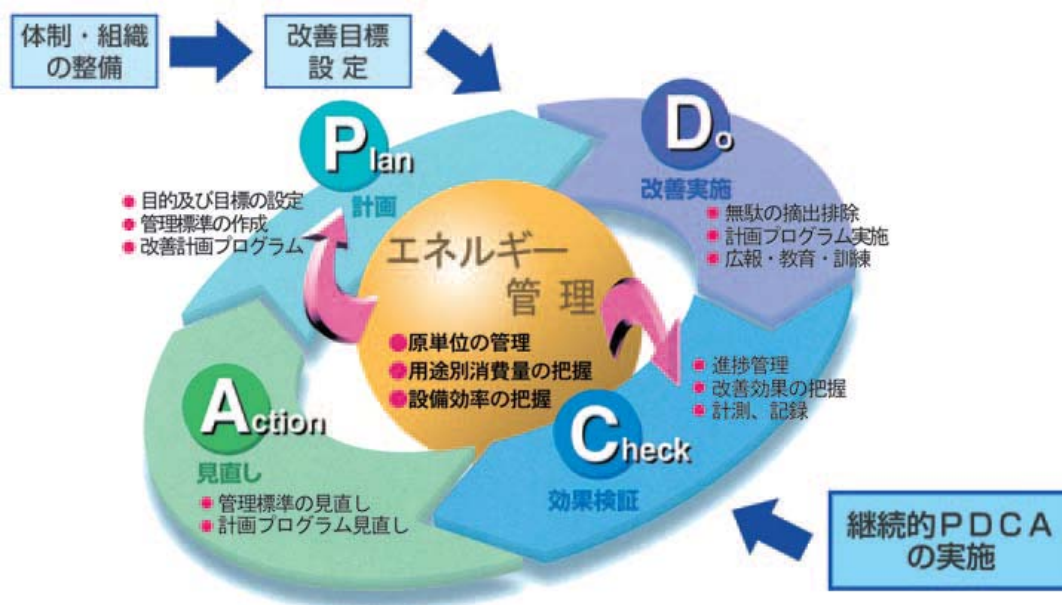 体制・組織
の整備
改善目標
設定
Plan
計画
目的及び目標の設定
管理標準の作成
改善計画プログラム
Do
改善実施
無駄の摘出排除
計画プログラム実施
広報・教育・訓練
エネルギー
管理
原単位の管理
用途別消費量の把握
設備効率の把握
進捗管理
改善効果の把握
計測、記録
Check
効果検証
Action
見直し
管理標準の見直し
計画プログラム見直し
継続的PDCA
の実施